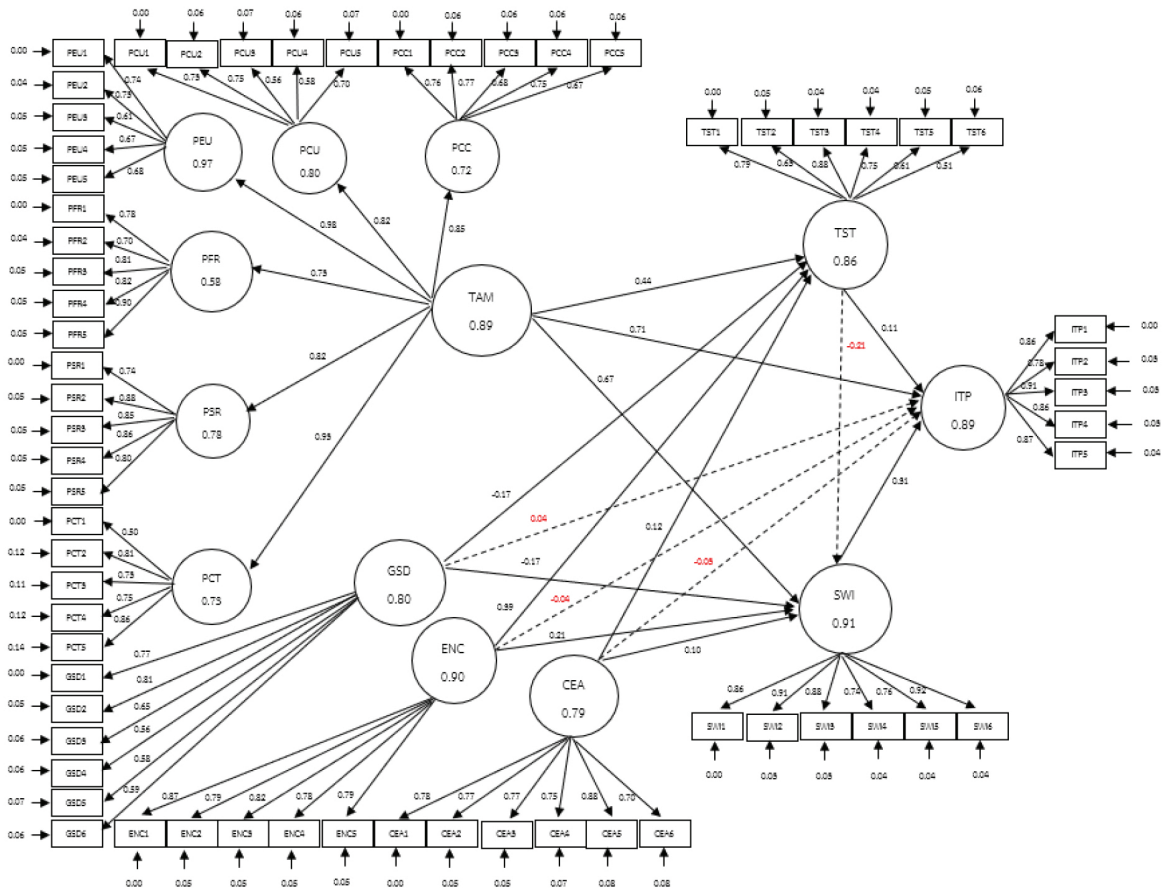 0.00 0.06 0.07 0.06 0.07 0.00 0.06 0.06 0.06 0.06
0.00 PEU1 PCU1 PCU2 PCU3 PCU4 PCU5 PCC1 PCC2 PCC3 PCC4 PCC5
0.04 PEU2 0.74 0.73 0.75 0.56 0.58 0.70 0.76 0.77 0.68 0.75 0.67
0.73
0.05 PEU3 0.61
0.05 PEU4 0.67
0.05 PEU5 0.68
PEU
0.97
PCU
0.80
PCC
0.72
0.00 0.05 0.04 0.04 0.05 0.06
TST1 TST2 TST3 TST4 TST5 TST6
0.79 0.63 0.88 0.75 0.61 0.51
TST
0.86
0.00 PFR1 0.78
0.04 PFR2 0.70
0.05 PFR3 0.81
0.05 PFR4 0.82
0.90
0.05 PFR5
PFR
0.58
0.98 0.82 0.85
0.73
TAM
0.89
0.44
0.71
0.67
0.11
-0.21
0.00 PSR1 0.74
0.05 PSR2 0.88
0.05 PSR3 0.85
0.05 PSR4 0.86
0.05 PSR5 0.80
PSR
0.78
0.82
0.93
ITP
0.89
0.86 ITP1 0.00
0.78 ITP2 0.03
0.91 ITP3 0.03
0.86 ITP4 0.03
0.87 ITP5 0.04
0.00 PCT1 0.50
0.12 PCT2 0.81
0.11 PCT3 0.73
0.12 PCT4 0.75
0.14 PCT5 0.86
PCT
0.73
-0.17
0.04
0.12
0.31
-0.17
-0.03
GSD
0.80
0.39
-0.04
0.21
0.10
ENC
0.90
CEA
0.79
SWI
0.91
0.00 GSD1 0.77
0.05 GSD2 0.81
0.06 GSD3 0.65
0.06 GSD4 0.56
0.07 GSD5 0.58
0.06 GSD6 0.59
0.86 0.91 0.88 0.74 0.76 0.92
SWI1 SWI2 SWI3 SWI4 SWI5 SWI6
0.00 0.03 0.03 0.04 0.04 0.04
0.87 0.79 0.82 0.78 0.79 0.78 0.77 0.77 0.75 0.88 0.70
ENC1 ENC2 ENC3 ENC4 ENC5 CEA1 CEA2 CEA3 CEA4 CEA5 CEA6
0.00 0.05 0.05 0.05 0.05 0.00 0.05 0.05 0.07 0.08 0.08